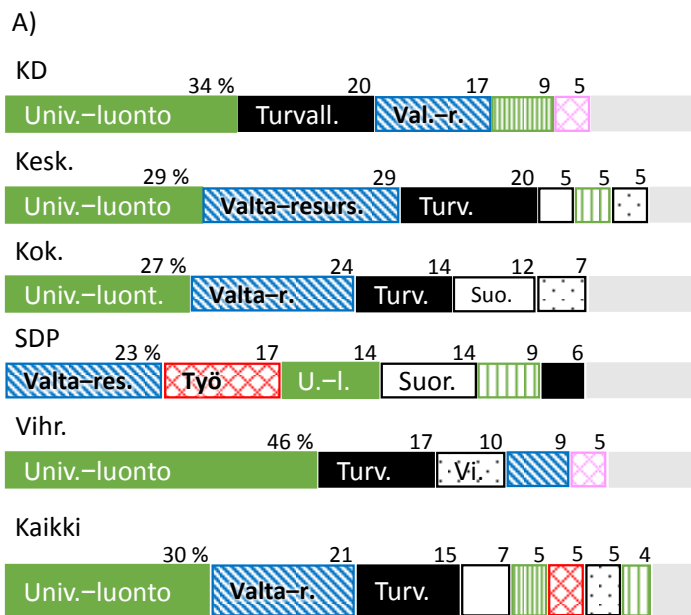 A)
KD
34 % 20 17 9 5
Univ.–luonto Turvall. Val.–r.
Kesk.
29 % 29 20 5 5 5
Univ.–luonto Valta–resurs. Turv.
Kok.
27 % 24 14 12 7
Univ.–luont. Valta–r. Turv. Suo.
SDP
23 % 17 14 14 9 6
Valta–res. Työ U.–l. Suor.
Vihr.
46 % 17 10 9 5
Univ.–luonto Turv. Vi.
Kaikki
30 % 21 15 7 5 5 5 4
Univ.–luonto Valta–r. Turv.